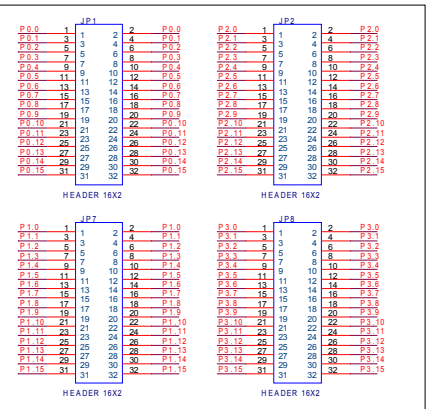 JP1
P0.0 1 1 2 2 P0.0
P0.1 3 3 4 4 P0.1
P0.2 5 5 6 6 P0.2
P0.3 7 7 8 8 P0.3
P0.4 9 9 10 10 P0.4
P0.5 11 11 12 12 P0.5
P0.6 13 13 14 14 P0.6
P0.7 15 15 16 16 P0.7
P0.8 17 17 18 18 P0.8
P0.9 19 19 20 20 P0.9
P0.10 21 21 22 22 P0.10
P0.11 23 23 24 24 P0.11
P0.12 25 25 26 26 P0.12
P0.13 27 27 28 28 P0.13
P0.14 29 29 30 30 P0.14
P0.15 31 31 32 32 P0.15
HEADER 16X2
JP2
P2.0 1 1 2 2 P2.0
P2.1 3 3 4 4 P2.1
P2.2 5 5 6 6 P2.2
P2.3 7 7 8 8 P2.3
P2.4 9 9 10 10 P2.4
P2.5 11 11 12 12 P2.5
P2.6 13 13 14 14 P2.6
P2.7 15 15 16 16 P2.7
P2.8 17 17 18 18 P2.8
P2.9 19 19 20 20 P2.9
P2.10 21 21 22 22 P2.10
P2.11 23 23 24 24 P2.11
P2.12 25 25 26 26 P2.12
P2.13 27 27 28 28 P2.13
P2.14 29 29 30 30 P2.14
P2.15 31 31 32 32 P2.15
HEADER 16X2
JP7
P1.0 1 1 2 2 P1.0
P1.1 3 3 4 4 P1.1
P1.2 5 5 6 6 P1.2
P1.3 7 7 8 8 P1.3
P1.4 9 9 10 10 P1.4
P1.5 11 11 12 12 P1.5
P1.6 13 13 14 14 P1.6
P1.7 15 15 16 16 P1.7
P1.8 17 17 18 18 P1.8
P1.9 19 19 20 20 P1.9
P1.10 21 21 22 22 P1.10
P1.11 23 23 24 24 P1.11
P1.12 25 25 26 26 P1.12
P1.13 27 27 28 28 P1.13
P1.14 29 29 30 30 P1.14
P1.15 31 31 32 32 P1.15
HEADER 16X2
JP8
P3.0 1 1 2 2 P3.0
P3.1 3 3 4 4 P3.1
P3.2 5 5 6 6 P3.2
P3.3 7 7 8 8 P3.3
P3.4 9 9 10 10 P3.4
P3.5 11 11 12 12 P3.5
P3.6 13 13 14 14 P3.6
P3.7 15 15 16 16 P3.7
P3.8 17 17 18 18 P3.8
P3.9 19 19 20 20 P3.9
P3.10 21 21 22 22 P3.10
P3.11 23 23 24 24 P3.11
P3.12 25 25 26 26 P3.12
P3.13 27 27 28 28 P3.13
P3.14 29 29 30 30 P3.14
P3.15 31 31 32 32 P3.15
HEADER 16X2